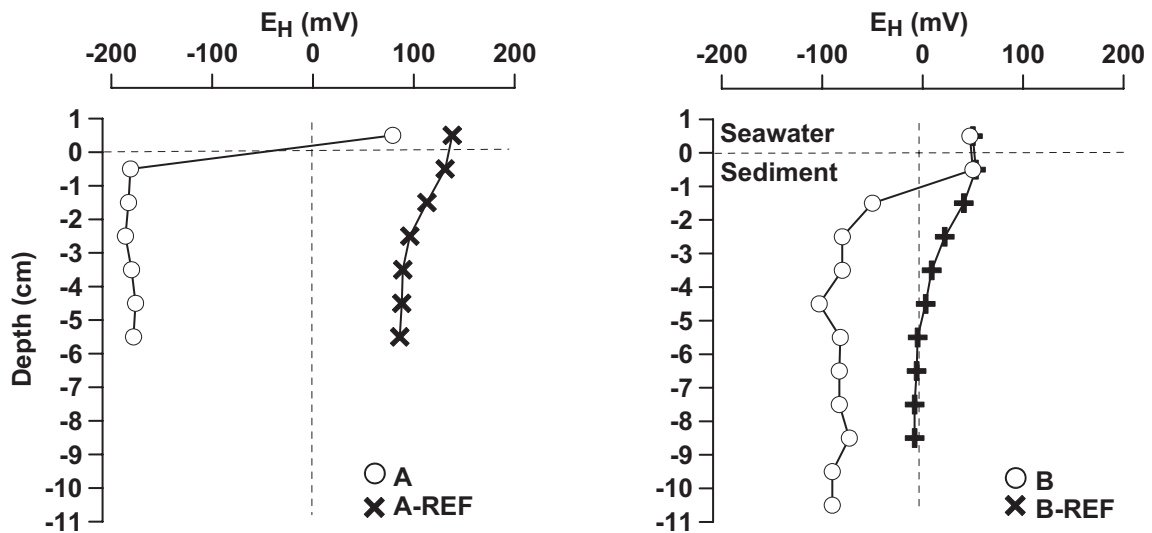 E_H (mV)
-200 -100 0 100 200
1
0
-1
-2
-3
-4
-5
-6
-7
-8
-9
-10
-11
Depth (cm)
A
A-REF
E_H (mV)
-200 -100 0 100 200
1
0
-1
-2
-3
-4
-5
-6
-7
-8
-9
-10
-11
Seawater
Sediment
B
B-REF